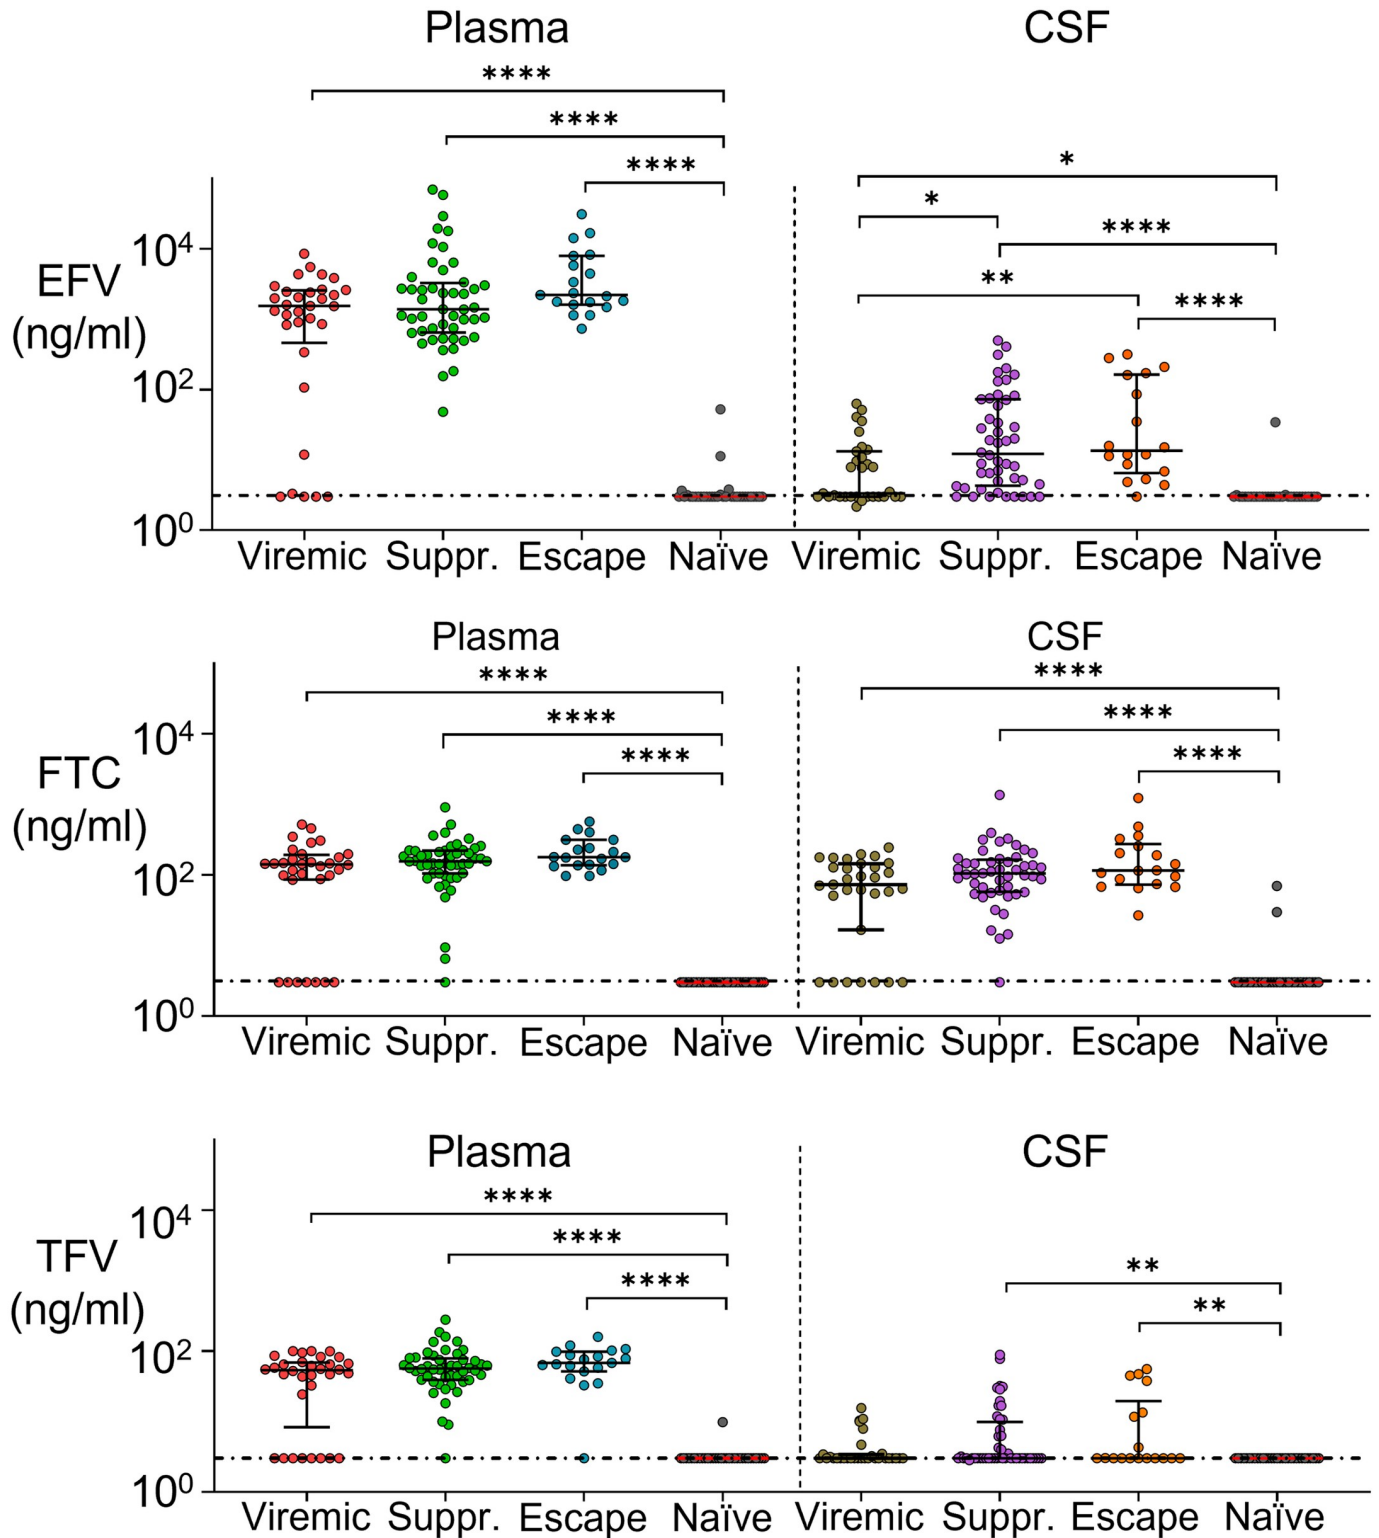 Plasma CSF
****
****
****
*
*
****
**
****
EFV
(ng/ml)
10⁴
10²
10⁰
Viremic Suppr. Escape Naïve Viremic Suppr. Escape Naïve
Plasma CSF
****
****
****
****
****
****
FTC
(ng/ml)
10⁴
10²
10⁰
Viremic Suppr. Escape Naïve Viremic Suppr. Escape Naïve
Plasma CSF
****
****
****
**
**
TFV
(ng/ml)
10⁴
10²
10⁰
Viremic Suppr. Escape Naïve Viremic Suppr. Escape Naïve